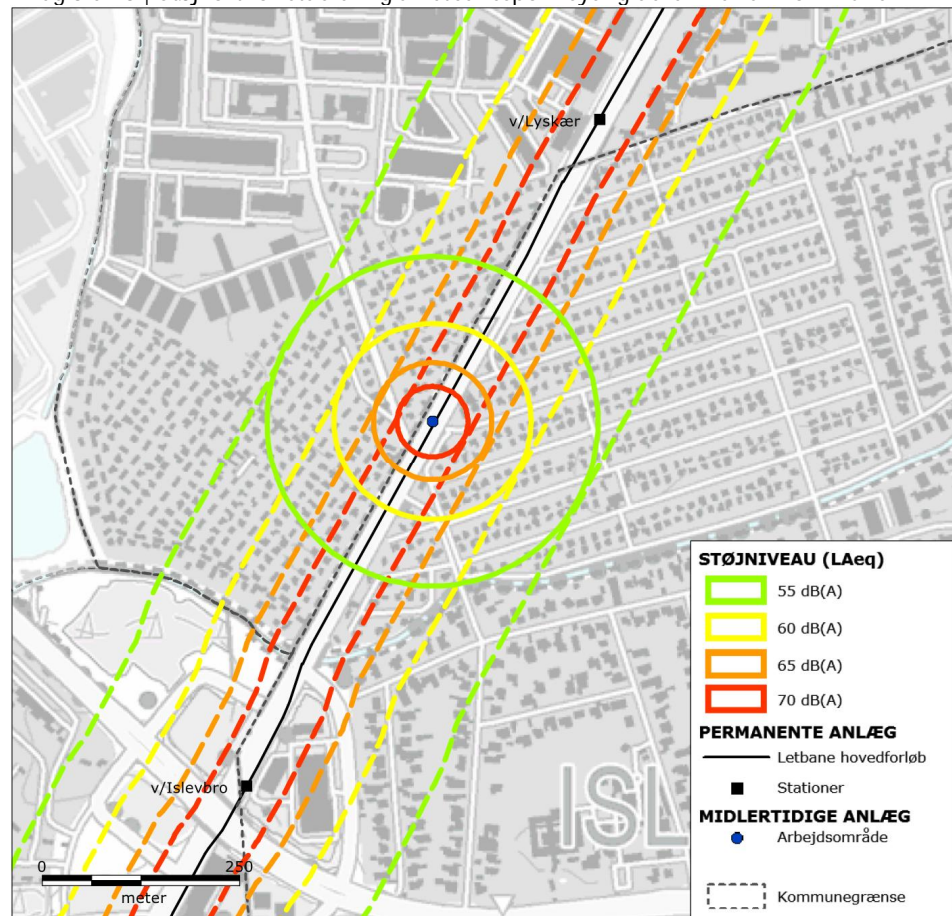 v/Lyskær
v/Islevbro
ISL
0 250
meter
STØJNIVEAU (LAeq)
55 dB(A)
60 dB(A)
65 dB(A)
70 dB(A)
PERMANENTE ANLÆG
Letbane hovedforløb
Stationer
MIDLERTIDIGE ANLÆG
Arbejdsområde
Kommunegrænse